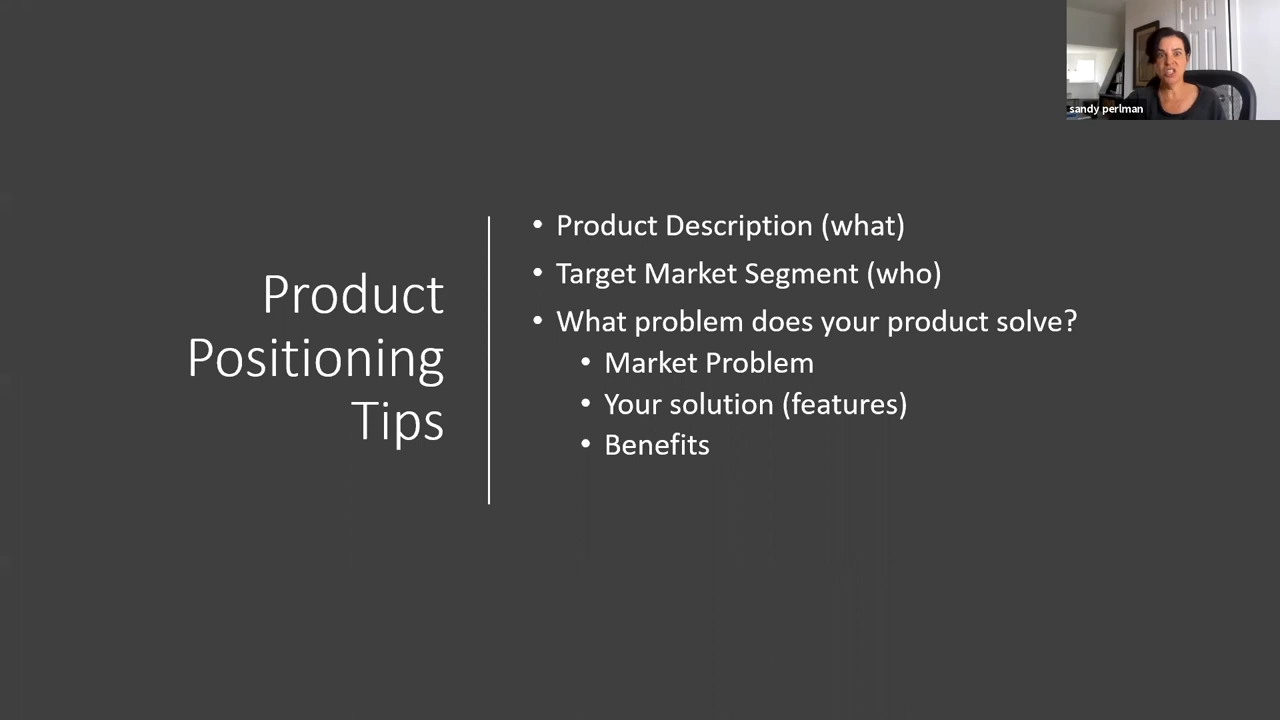 sandy perlman
Product
Positioning
Tips
• Product Description (what)
• Target Market Segment (who)
• What problem does your product solve?
• Market Problem
• Your solution (features)
• Benefits